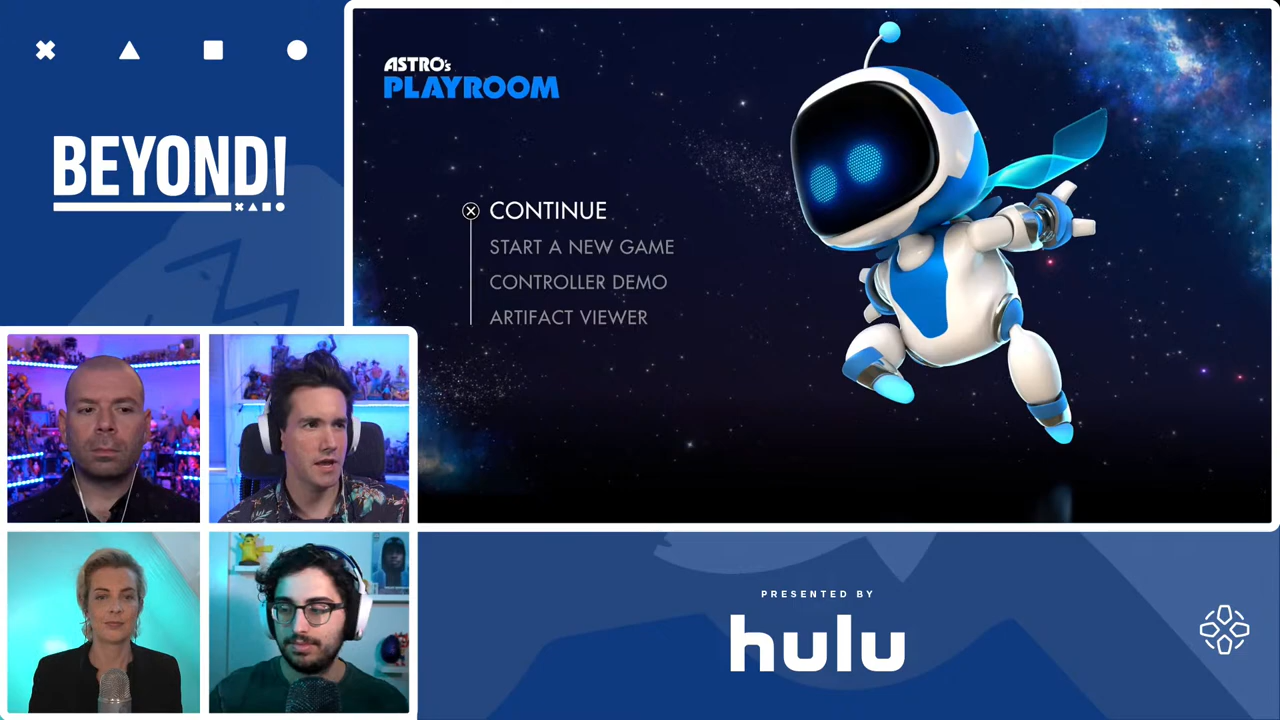 BEYOND!
ASTRO's
PLAYROOM
CONTINUE
START A NEW GAME
CONTROLLER DEMO
ARTIFACT VIEWER
PRESENTED BY
hulu